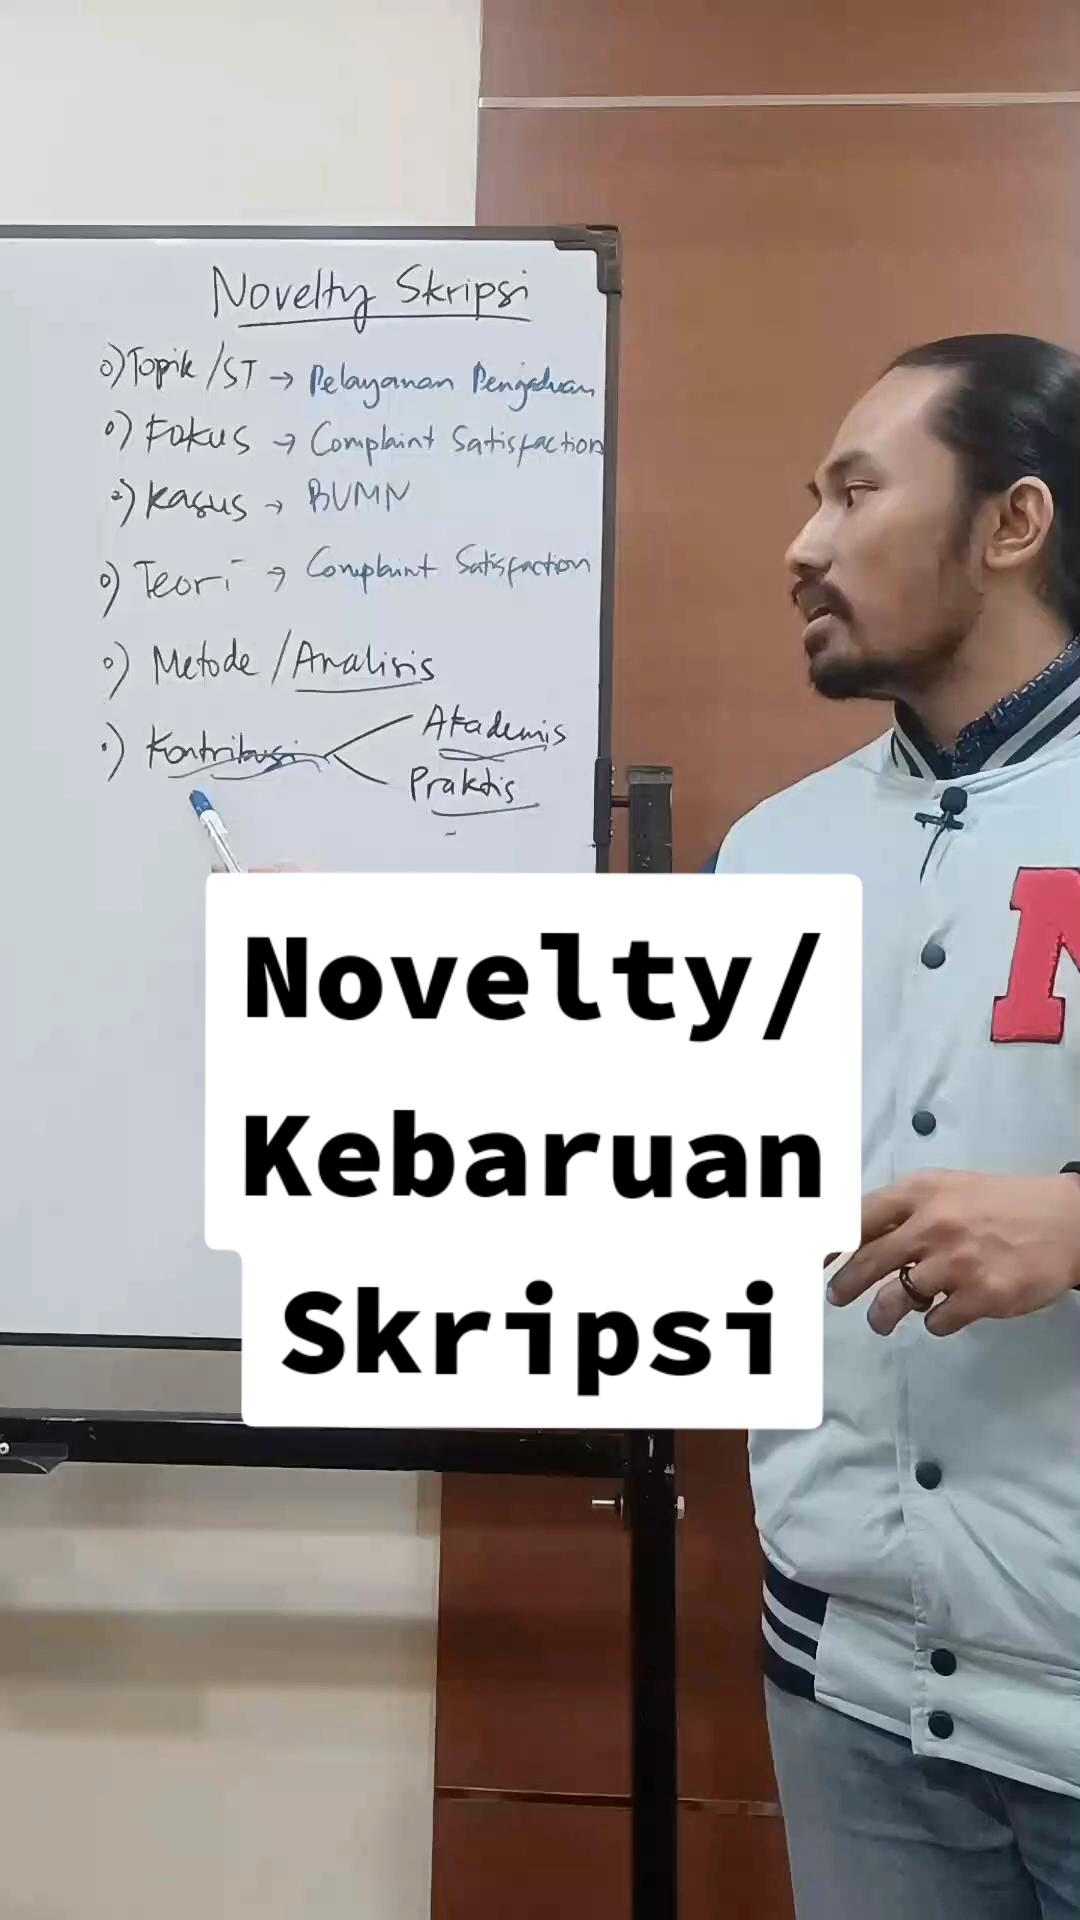 Novelty Skripsi
o) Topik / ST → Pelayanan Pengaduan
o) Fokus → Complaint Satisfaction
o) Kasus → BUMN
o) Teori → Complaint Satisfaction
o) Metode / Analisis
o) Kontribusi
Akademis
Praktis
N
Novelty/
Kebaruan
Skripsi